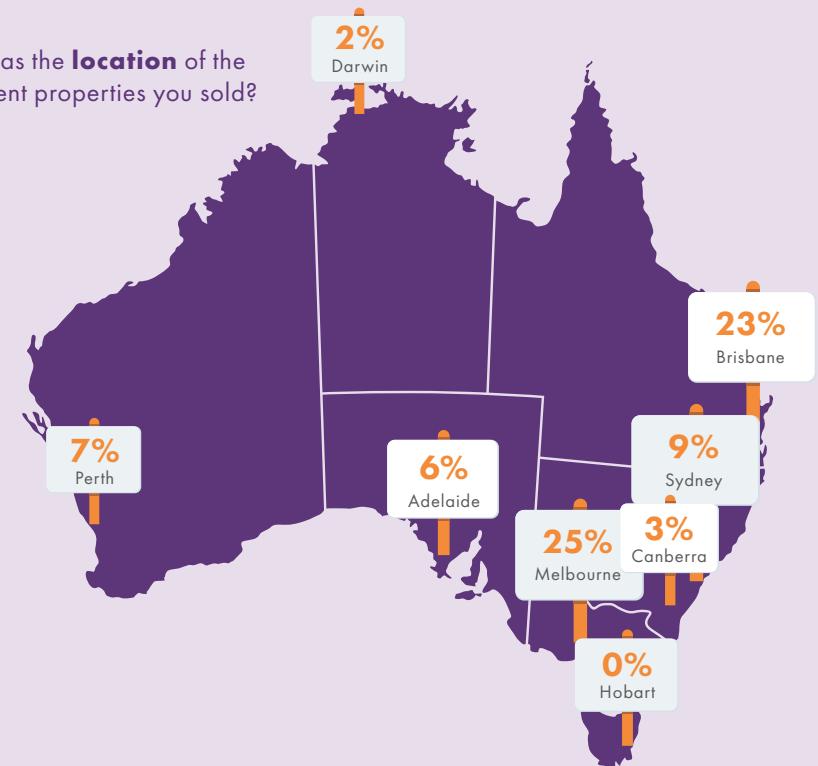 as the location of the
ent properties you sold?
2%
Darwin
23%
Brisbane
9%
Sydney
7%
Perth
6%
Adelaide
25%
Melbourne
3%
Canberra
0%
Hobart